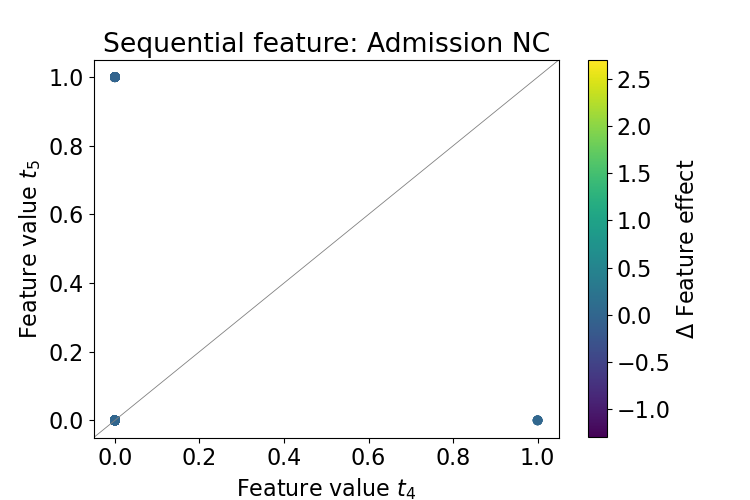 Sequential feature: Admission NC
1.0
0.8
0.6
0.4
0.2
0.0
Feature value t₅
0.0 0.2 0.4 0.6 0.8 1.0
Feature value t₄
2.5
2.0
1.5
1.0
0.5
0.0
−0.5
−1.0
Δ Feature effect